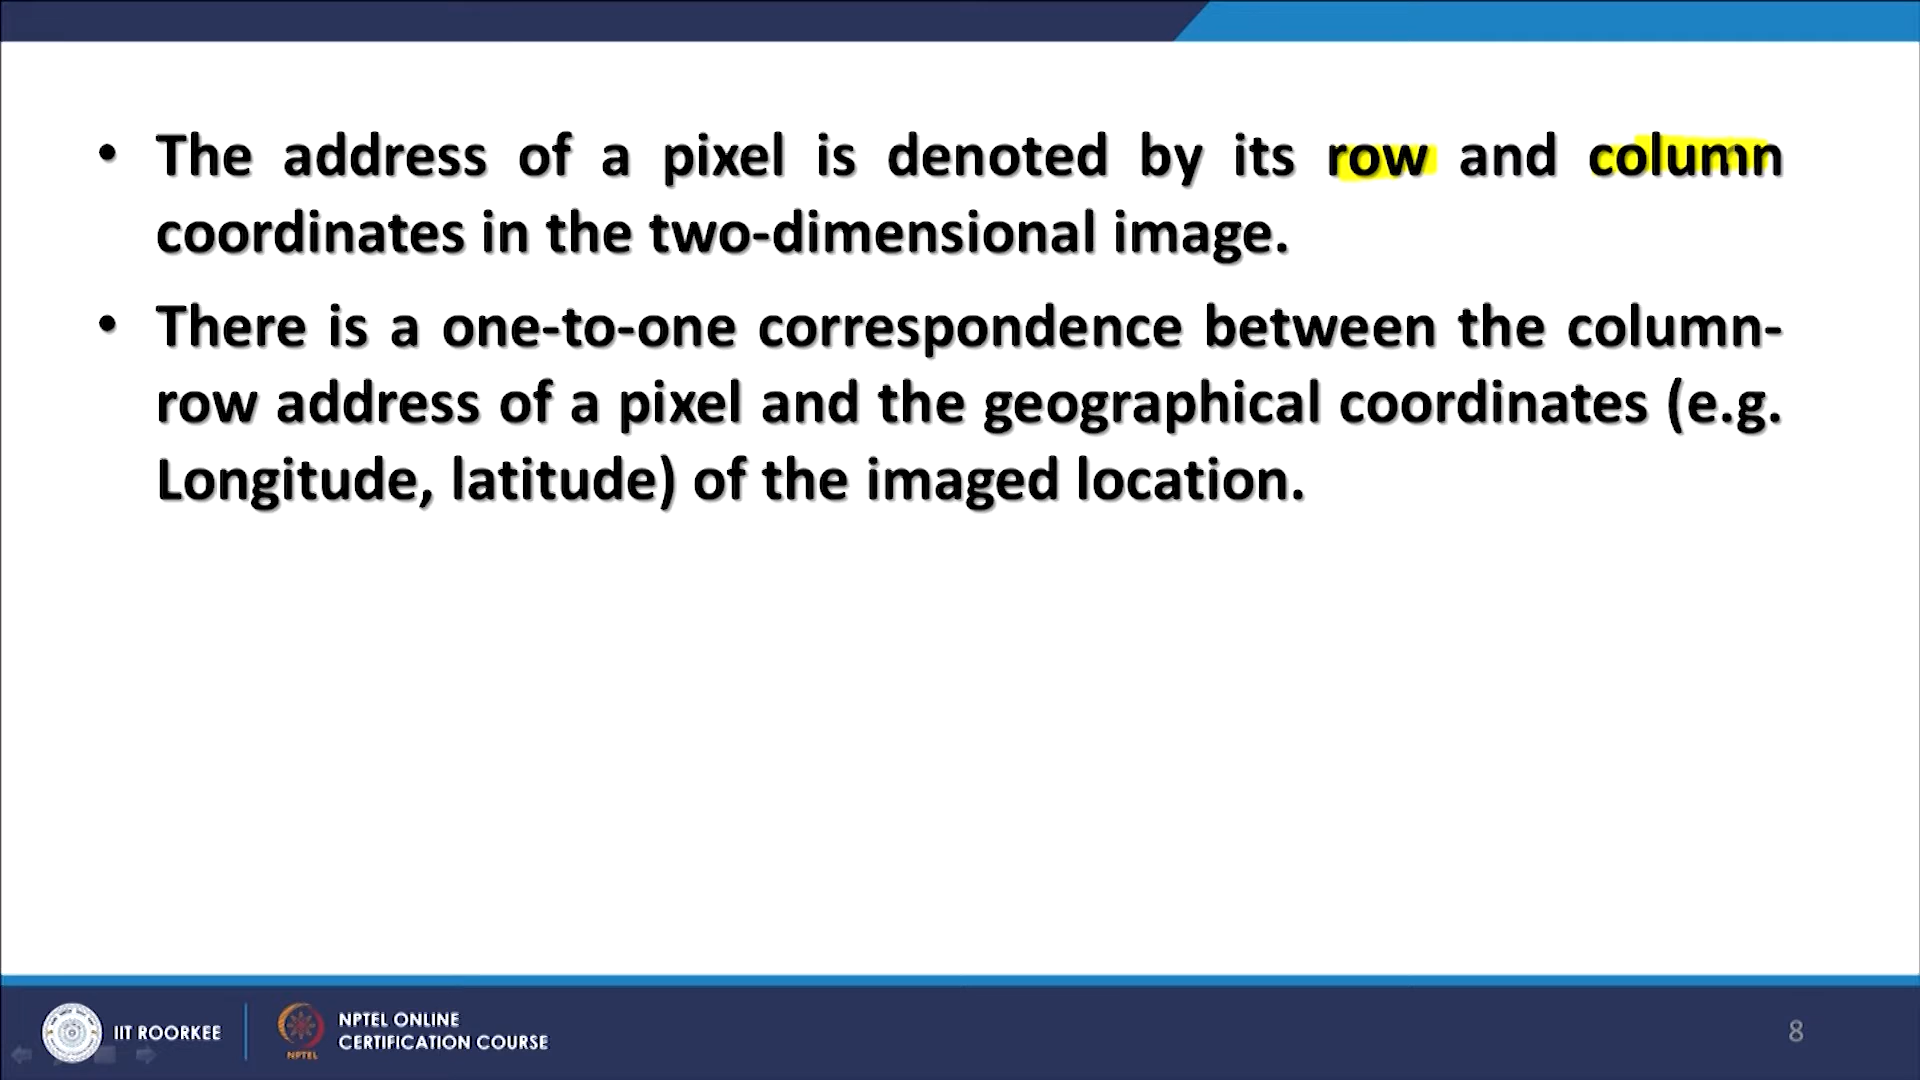 • The address of a pixel is denoted by its row and column
coordinates in the two-dimensional image.
• There is a one-to-one correspondence between the column-
row address of a pixel and the geographical coordinates (e.g.
Longitude, latitude) of the imaged location.
IIT ROORKEE
NPTEL
NPTEL ONLINE
CERTIFICATION COURSE
8